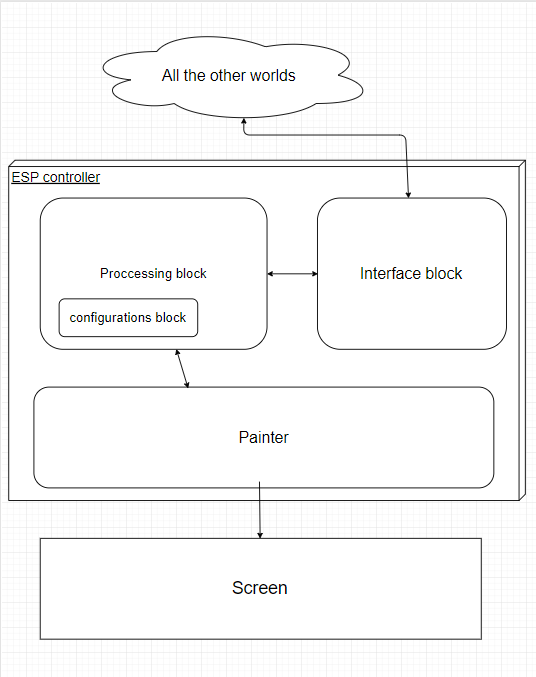 All the other worlds
ESP controller
Proccessing block
Interface block
configurations block
Painter
Screen